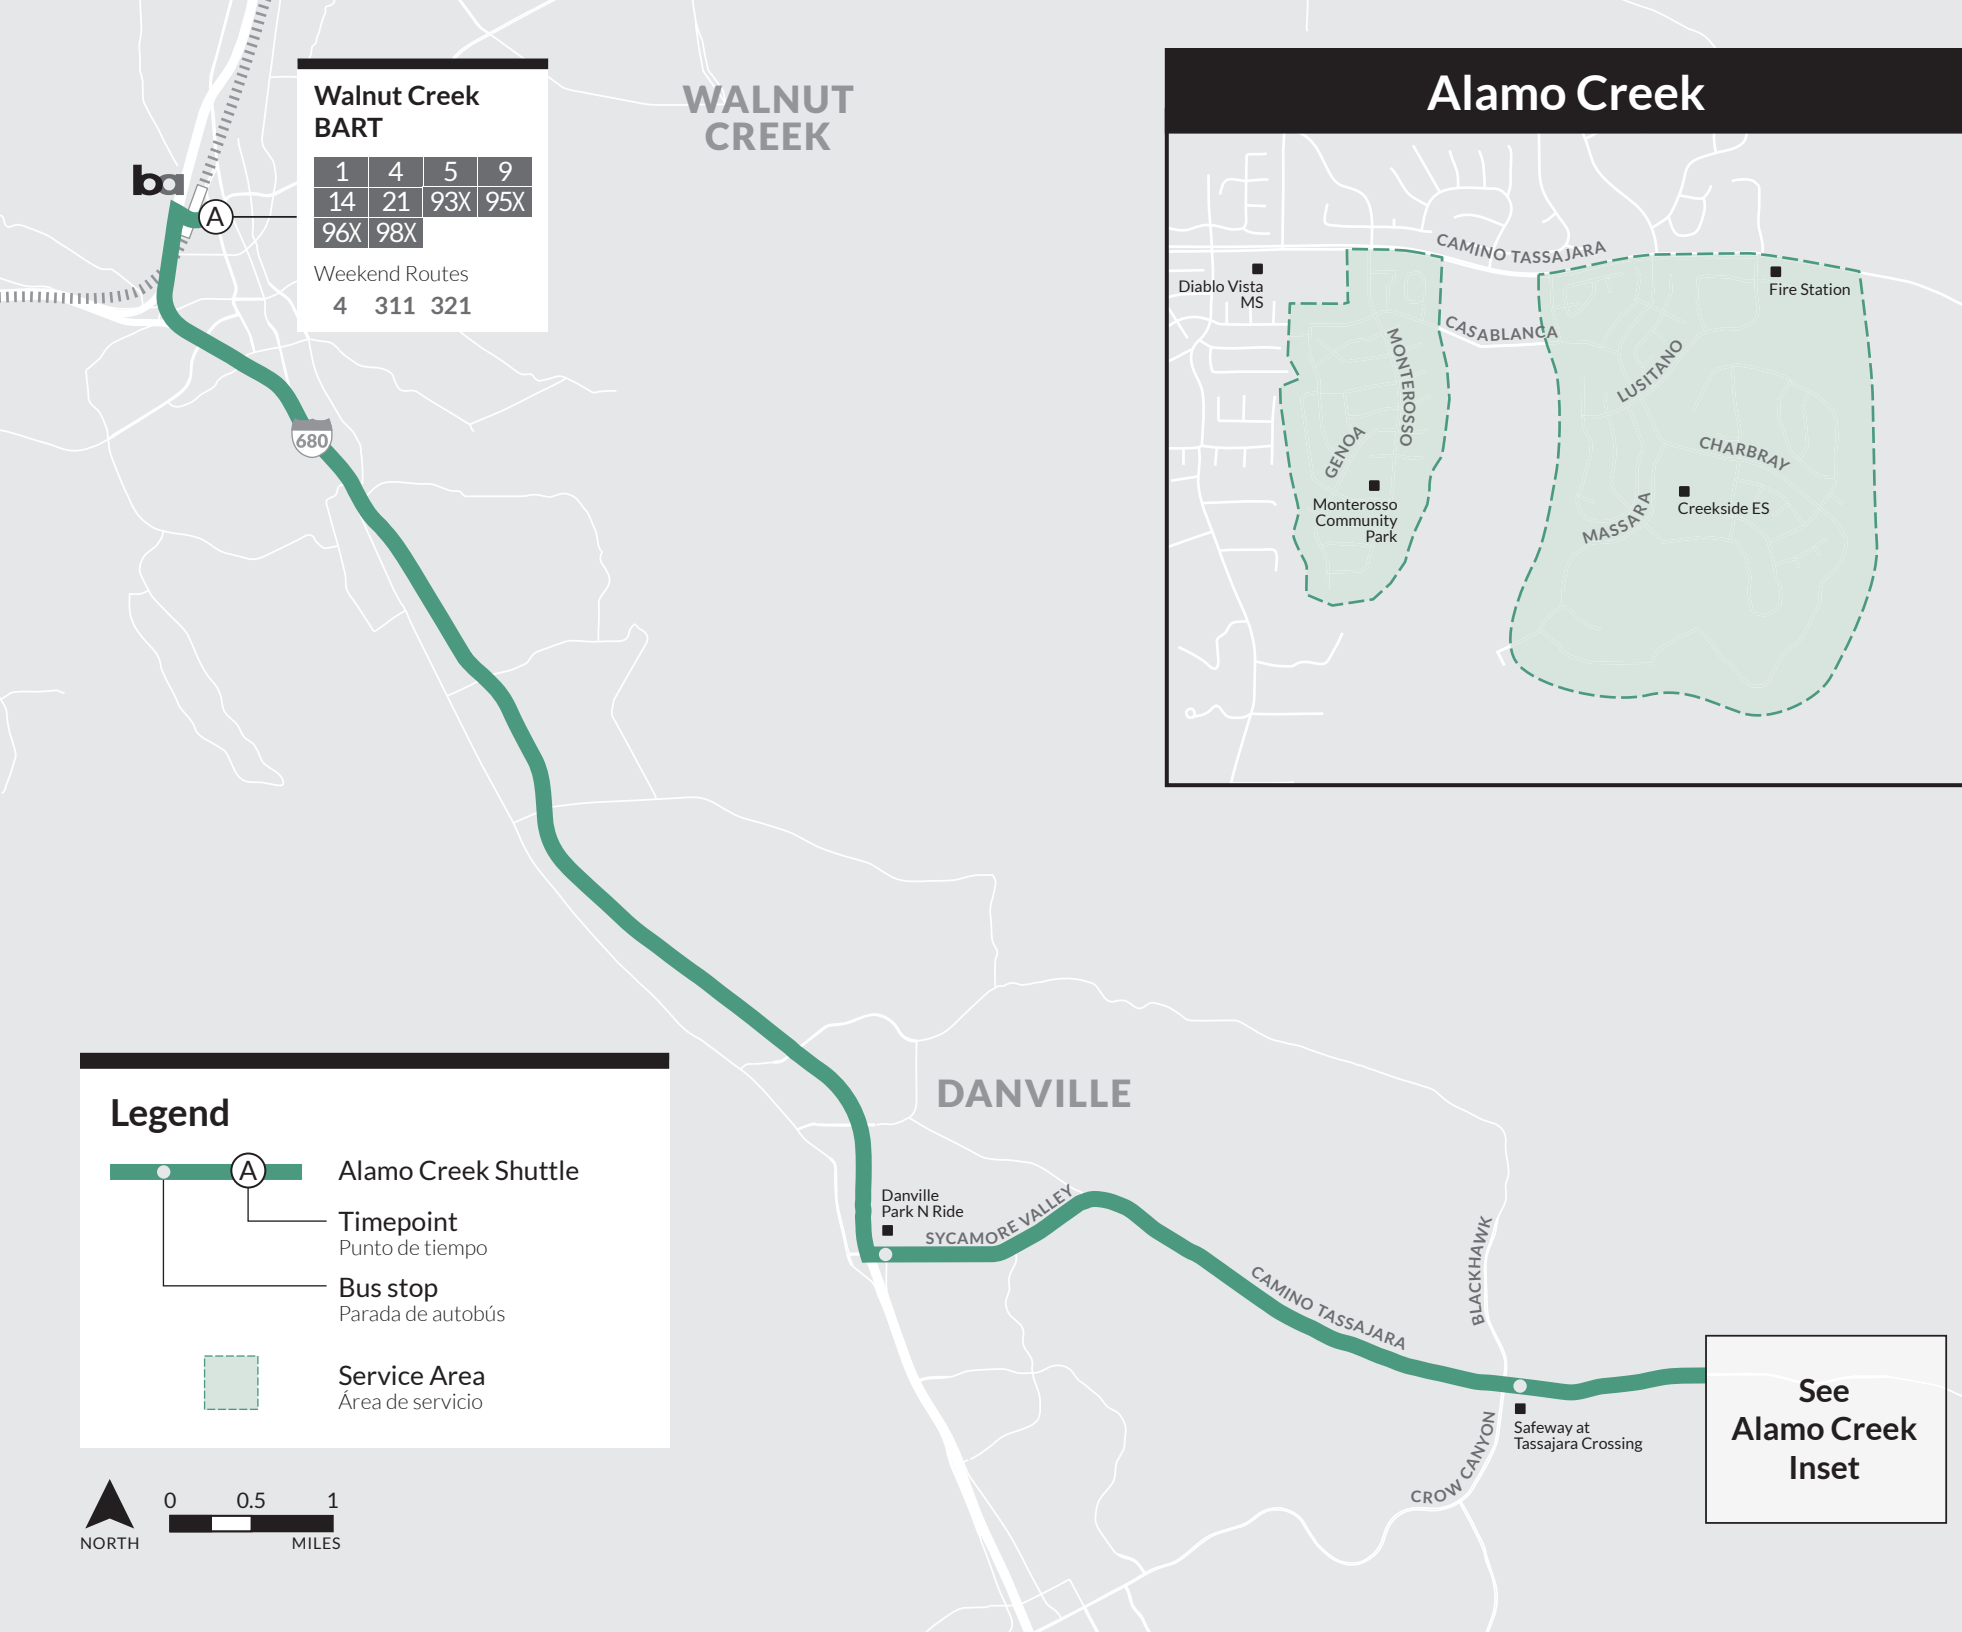 Walnut Creek
BART
1 4 5 9
14 21 93X 95X
96X 98X
Weekend Routes
4 311 321
ba
A
WALNUT
CREEK
680
Alamo Creek
CAMINO TASSAJARA
Diablo Vista
MS
Fire Station
CASABLANCA
MONTEROSSO
LUSITANO
GENOA
CHARBRAY
Monterosso
Community
Park
MASSARA
Creekside ES
DANVILLE
Danville
Park N Ride
SYCAMORE VALLEY
CAMINO TASSAJARA
BLACKHAWK
CROW CANYON
Safeway at
Tassajara Crossing
See
Alamo Creek
Inset
Legend
A
Alamo Creek Shuttle
Timepoint
Punto de tiempo
Bus stop
Parada de autobús
Service Area
Área de servicio
0 0.5 1
NORTH
MILES